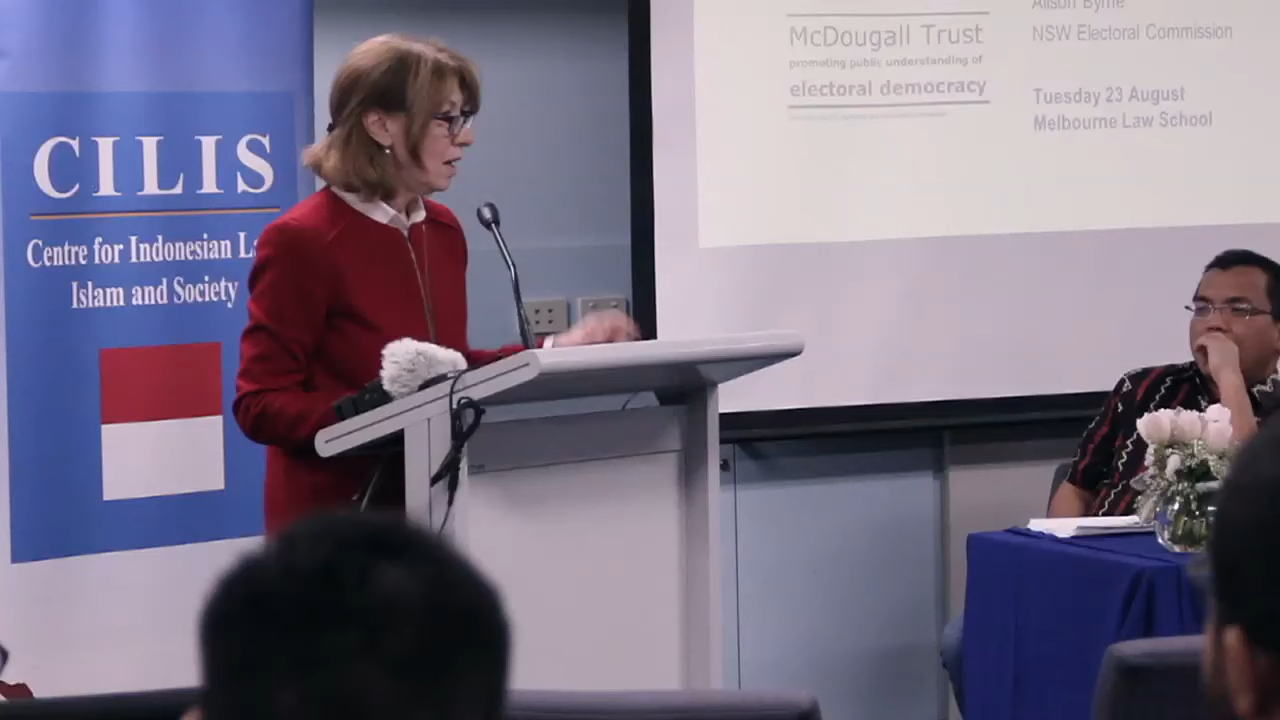 CILIS
Centre for Indonesian
Islam and Society
McDougall Trust
promoting public understanding of
electoral democracy
Alison Byrne
NSW Electoral Commission
Tuesday 23 August
Melbourne Law School